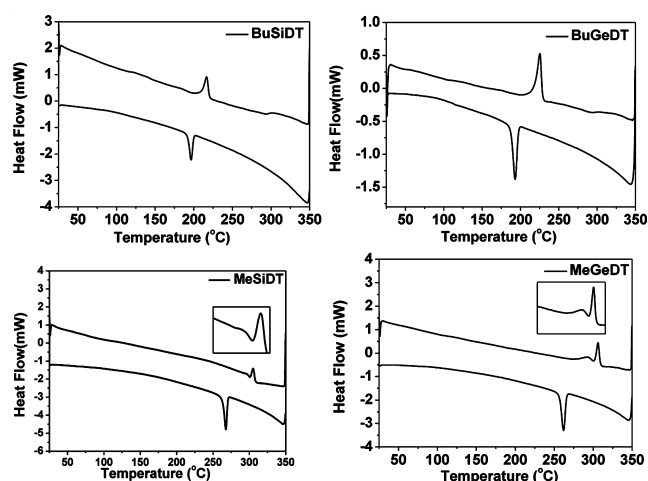 BuSiDT
Heat Flow (mW)
3
2
1
0
-1
-2
-3
-4
50 100 150 200 250 300 350
Temperature (°C)
BuGeDT
Heat Flow(mW)
1.0
0.5
0.0
-0.5
-1.0
-1.5
50 100 150 200 250 300 350
Temperature (°C)
MeSiDT
Heat Flow(mW)
4
3
2
1
0
-1
-2
-3
-4
-5
-6
50 100 150 200 250 300 350
Temperature (°C)
MeGeDT
Heat Flow (mW)
4
3
2
1
0
-1
-2
-3
-4
50 100 150 200 250 300 350
Temperature (°C)